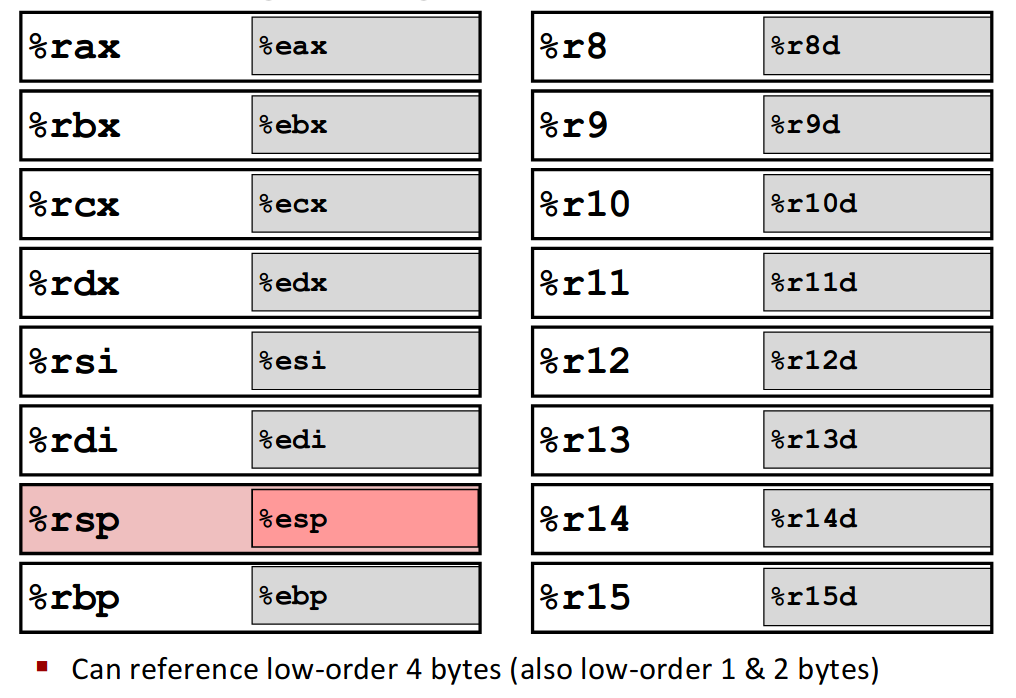 %rax %eax %r8 %r8d
%rbx %ebx %r9 %r9d
%rcx %ecx %r10 %r10d
%rdx %edx %r11 %r11d
%rsi %esi %r12 %r12d
%rdi %edi %r13 %r13d
%rsp %esp %r14 %r14d
%rbp %ebp %r15 %r15d
▪ Can reference low-order 4 bytes (also low-order 1 & 2 bytes)